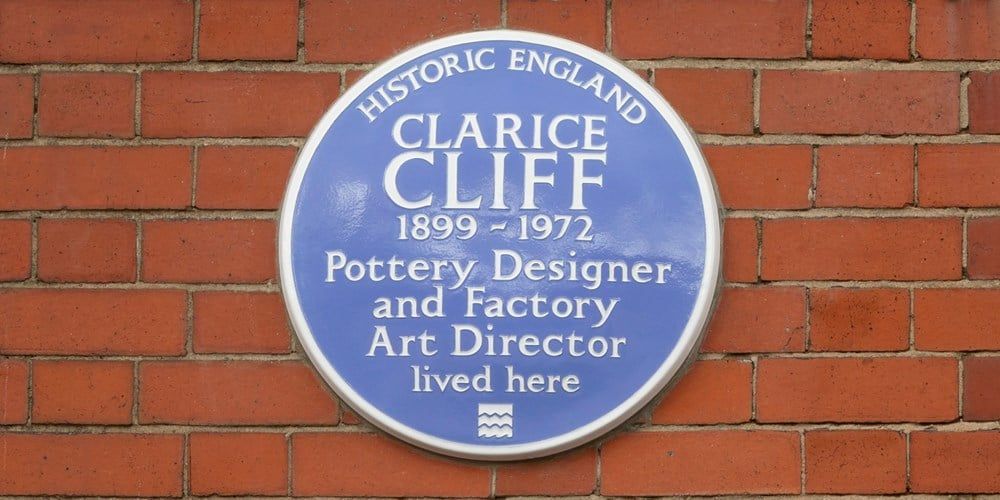 HISTORIC ENGLAND
CLARICE
CLIFF
1899 ~ 1972
Pottery Designer
and Factory
Art Director
lived here